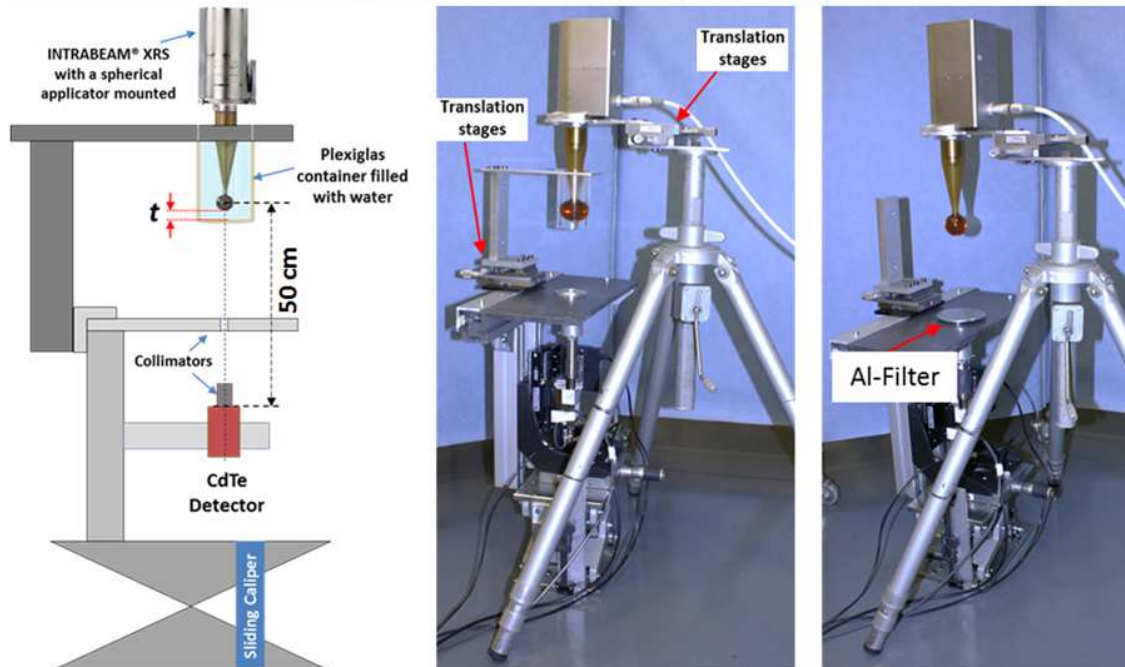 INTRABEAM® XRS
with a spherical
applicator mounted
Plexiglas
container filled
with water
t
50 cm
Collimators
CdTe
Detector
Sliding Caliper
Translation
stages
Translation
stages
Al-Filter